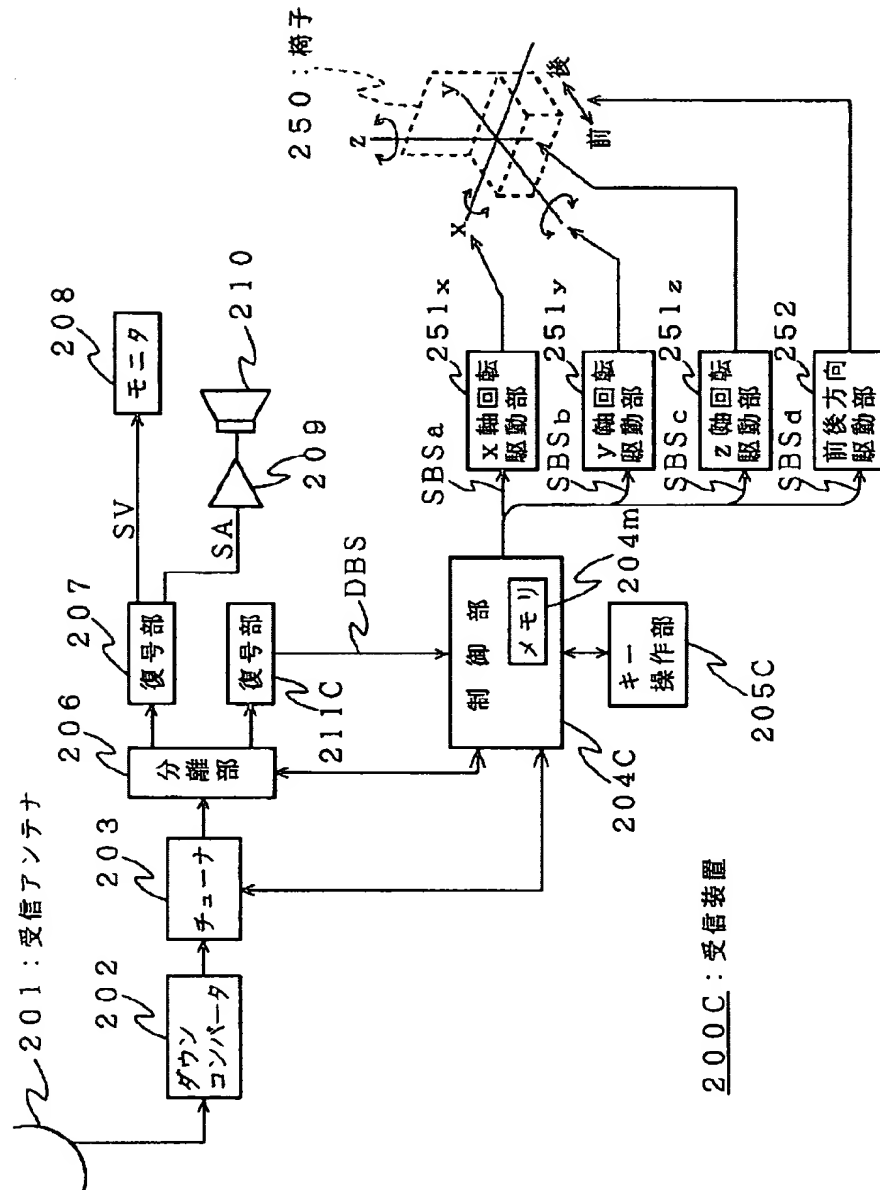 201：受信アンテナ
202
ダウン
コンバータ
203
チューナ
206
分離部
207
復号部
211C
復号部
SV
SA
208
モニタ
209
210
DBS
204C
制御部
メモリ
204m
205C
キー
操作部
SBSa
251x
x軸回転
駆動部
SBSb
251y
y軸回転
駆動部
SBSc
251z
z軸回転
駆動部
SBSd
252
前後方向
駆動部
250：椅子
z
y
x
前
後
200C：受信装置